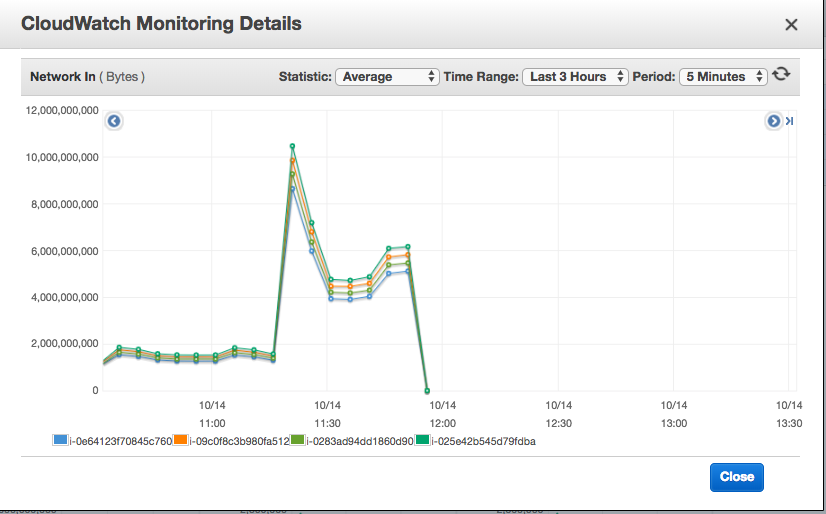 CloudWatch Monitoring Details ×
Network In ( Bytes ) Statistic: Average Time Range: Last 3 Hours Period: 5 Minutes
12,000,000,000
10,000,000,000
8,000,000,000
6,000,000,000
4,000,000,000
2,000,000,000
0
10/14 10/14 10/14 10/14 10/14 10/14
11:00 11:30 12:00 12:30 13:00 13:30
i-0e64123f70845c760 i-09c0f8c3b980fa512 i-0283ad94dd1860d90 i-025e42b545d79fdba
Close